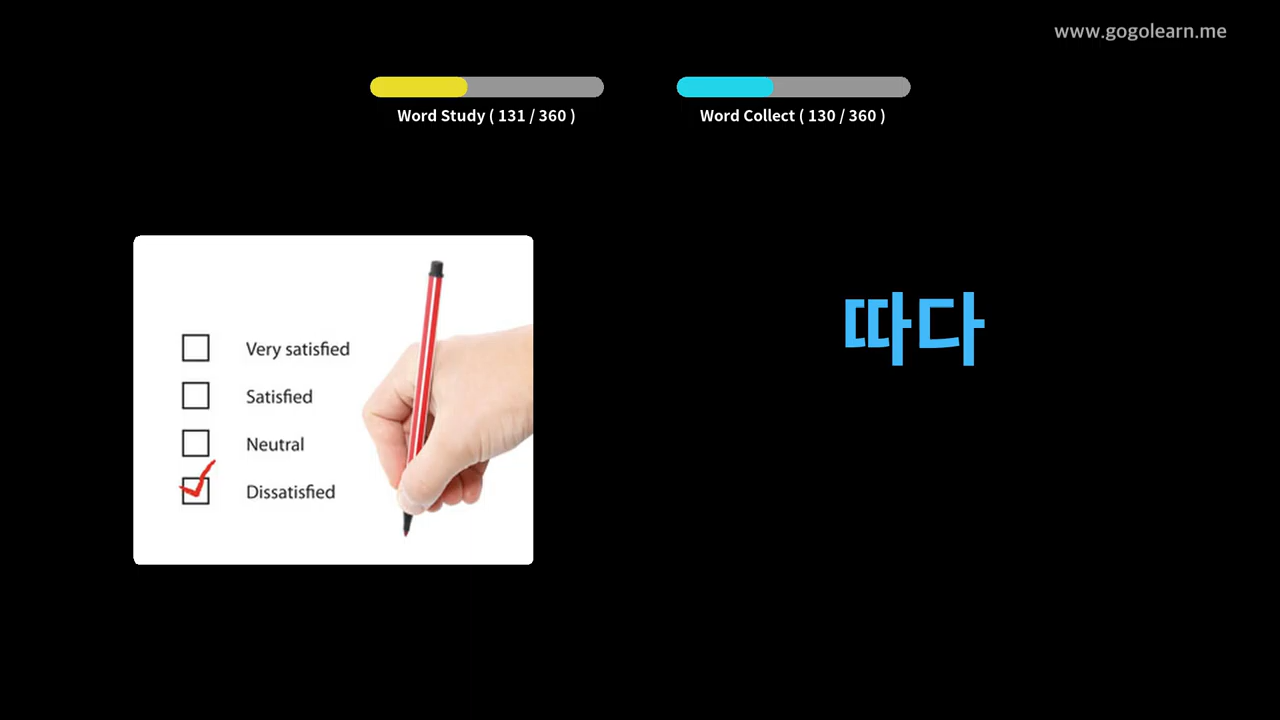 www.gogolearn.me
Word Study ( 131 / 360 )
Word Collect ( 130 / 360 )
Very satisfied
Satisfied
Neutral
Dissatisfied
따다